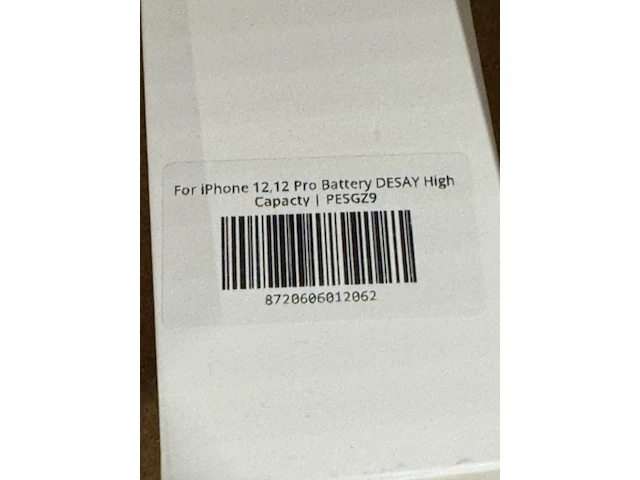 For iPhone 12,12 Pro Battery DESAY High
Capacty | PESGZ9
8720606012062